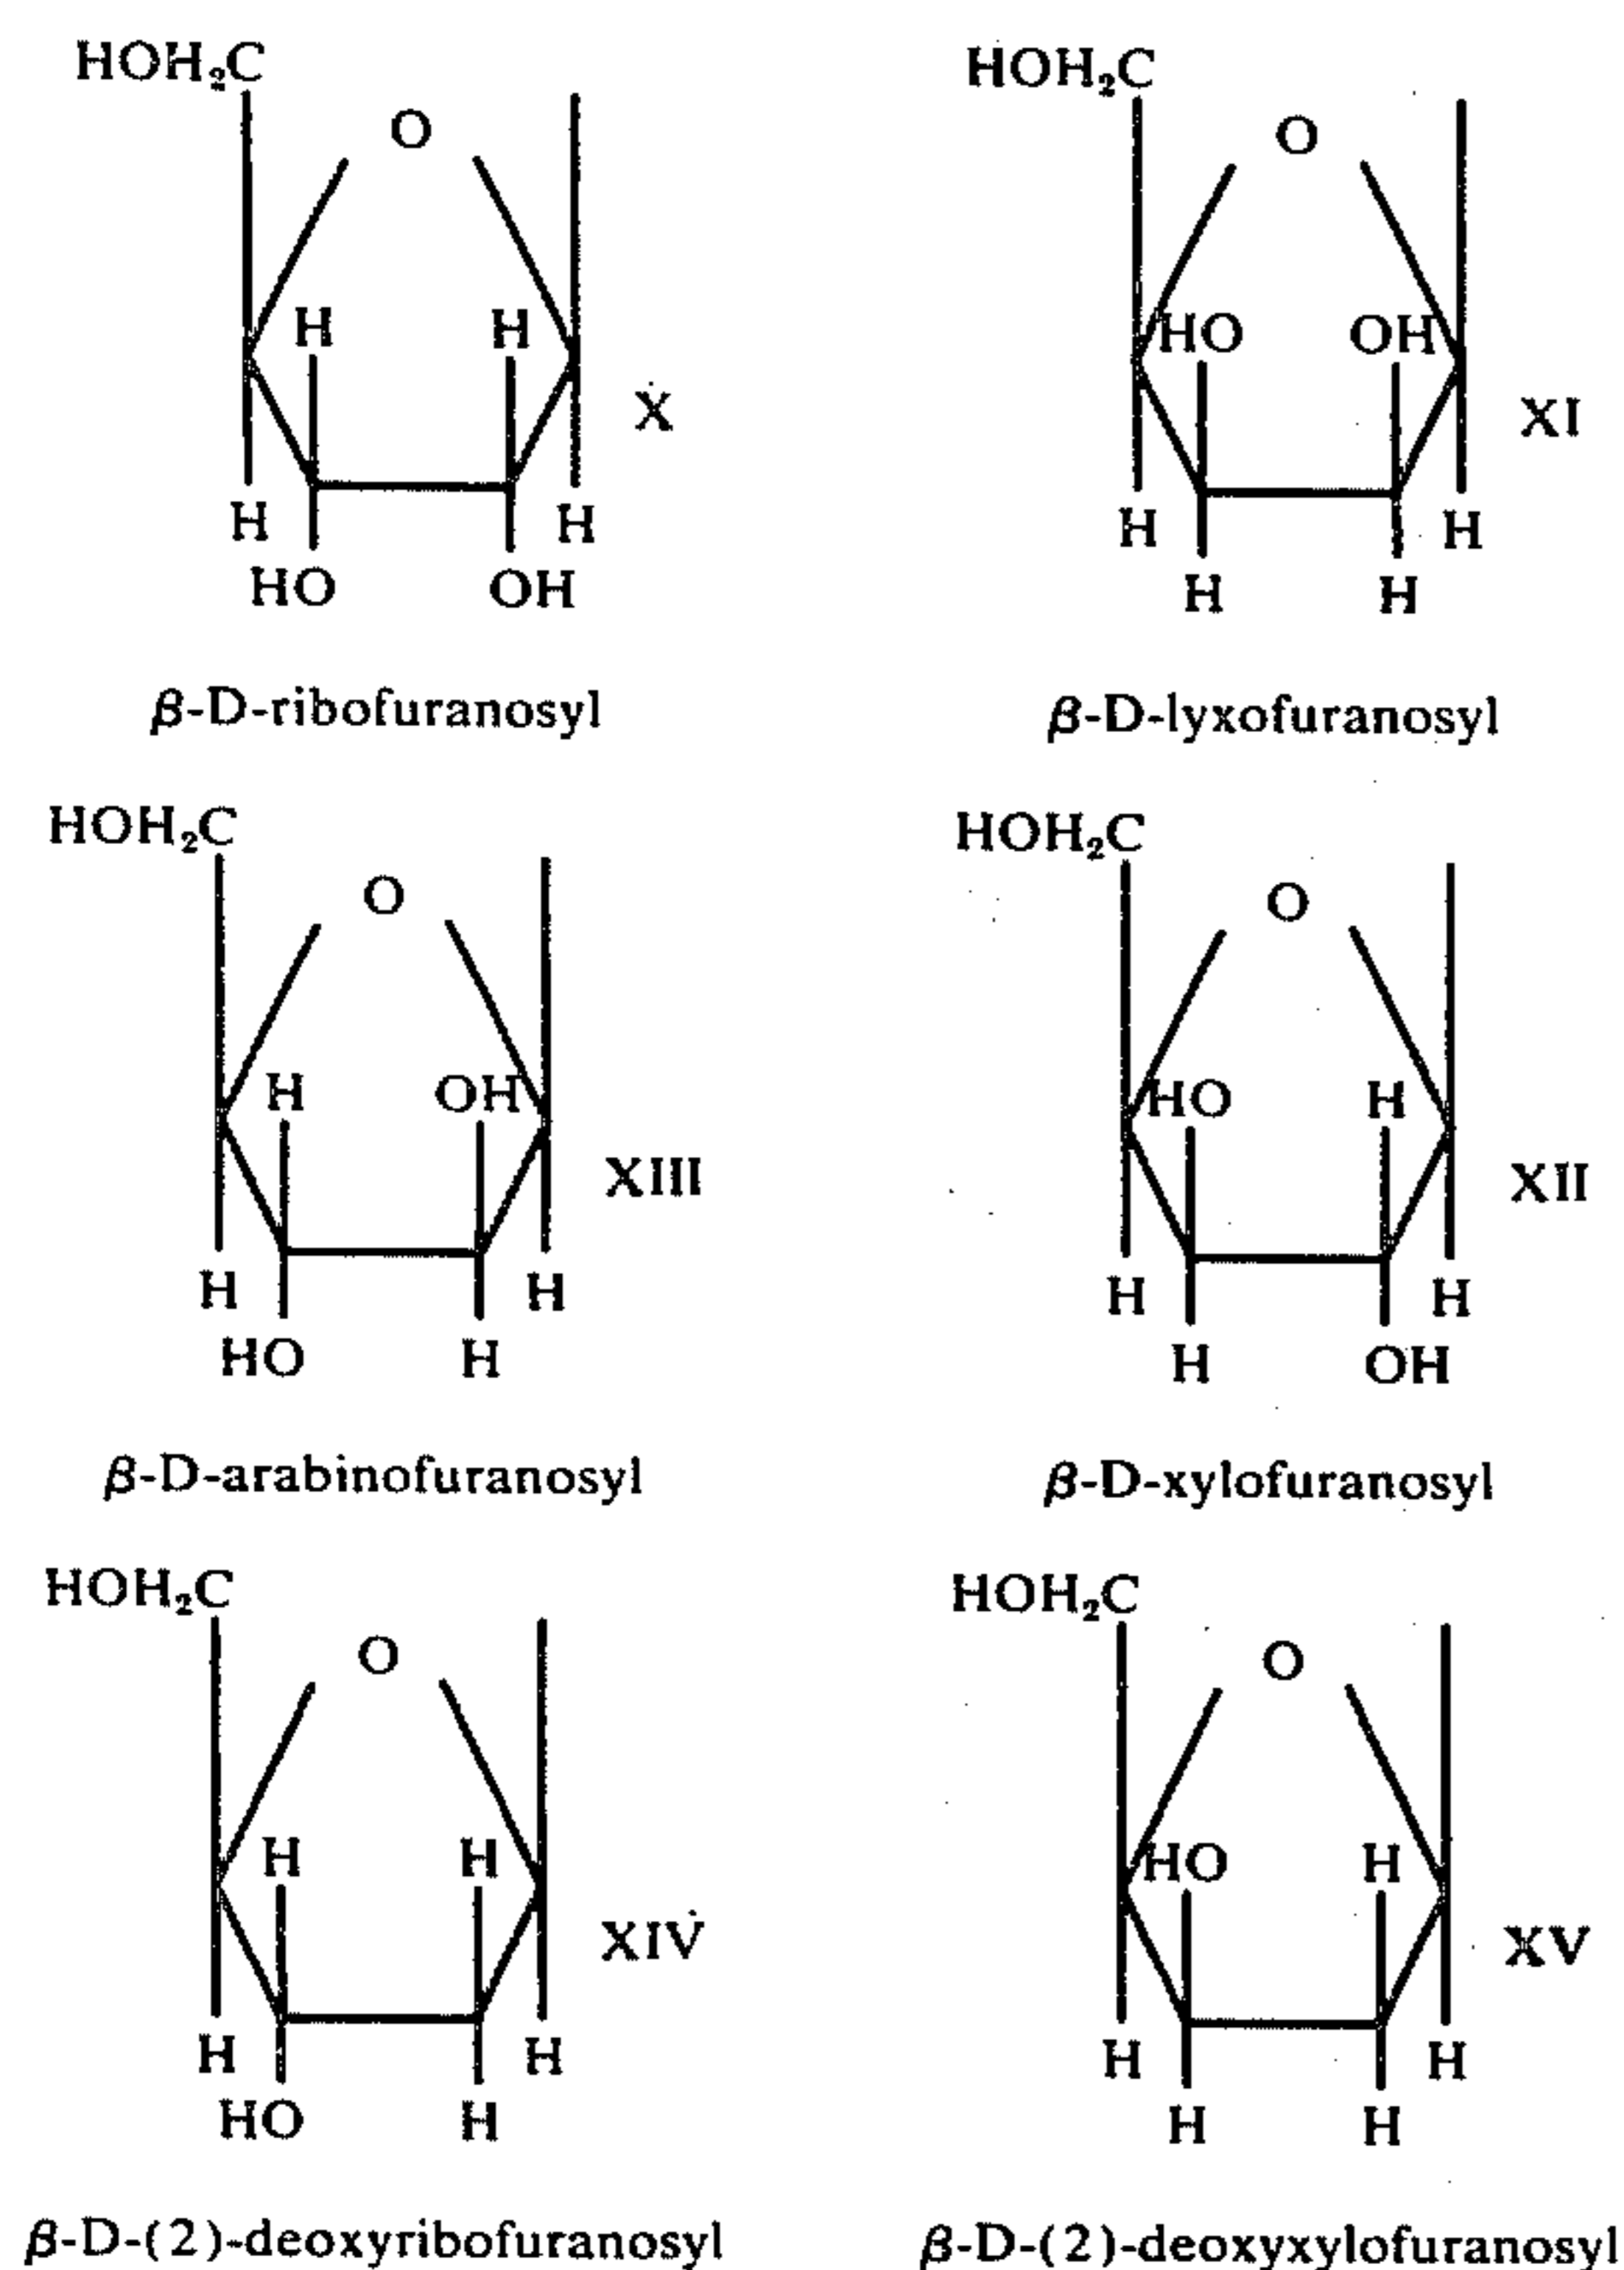 HOH₂C HOH₂C
O O
H H HO OH
X XI
H H H H
HO OH H H
β-D-ribofuranosyl β-D-lyxofuranosyl
HOH₂C HOH₂C
O O
H OH HO H
XIII XII
H H H H
HO H H OH
β-D-arabinofuranosyl β-D-xylofuranosyl
HOH₂C HOH₂C
O O
H H HO H
XIV XV
H H H H
HO H H H
β-D-(2)-deoxyribofuranosyl β-D-(2)-deoxyxylofuranosyl